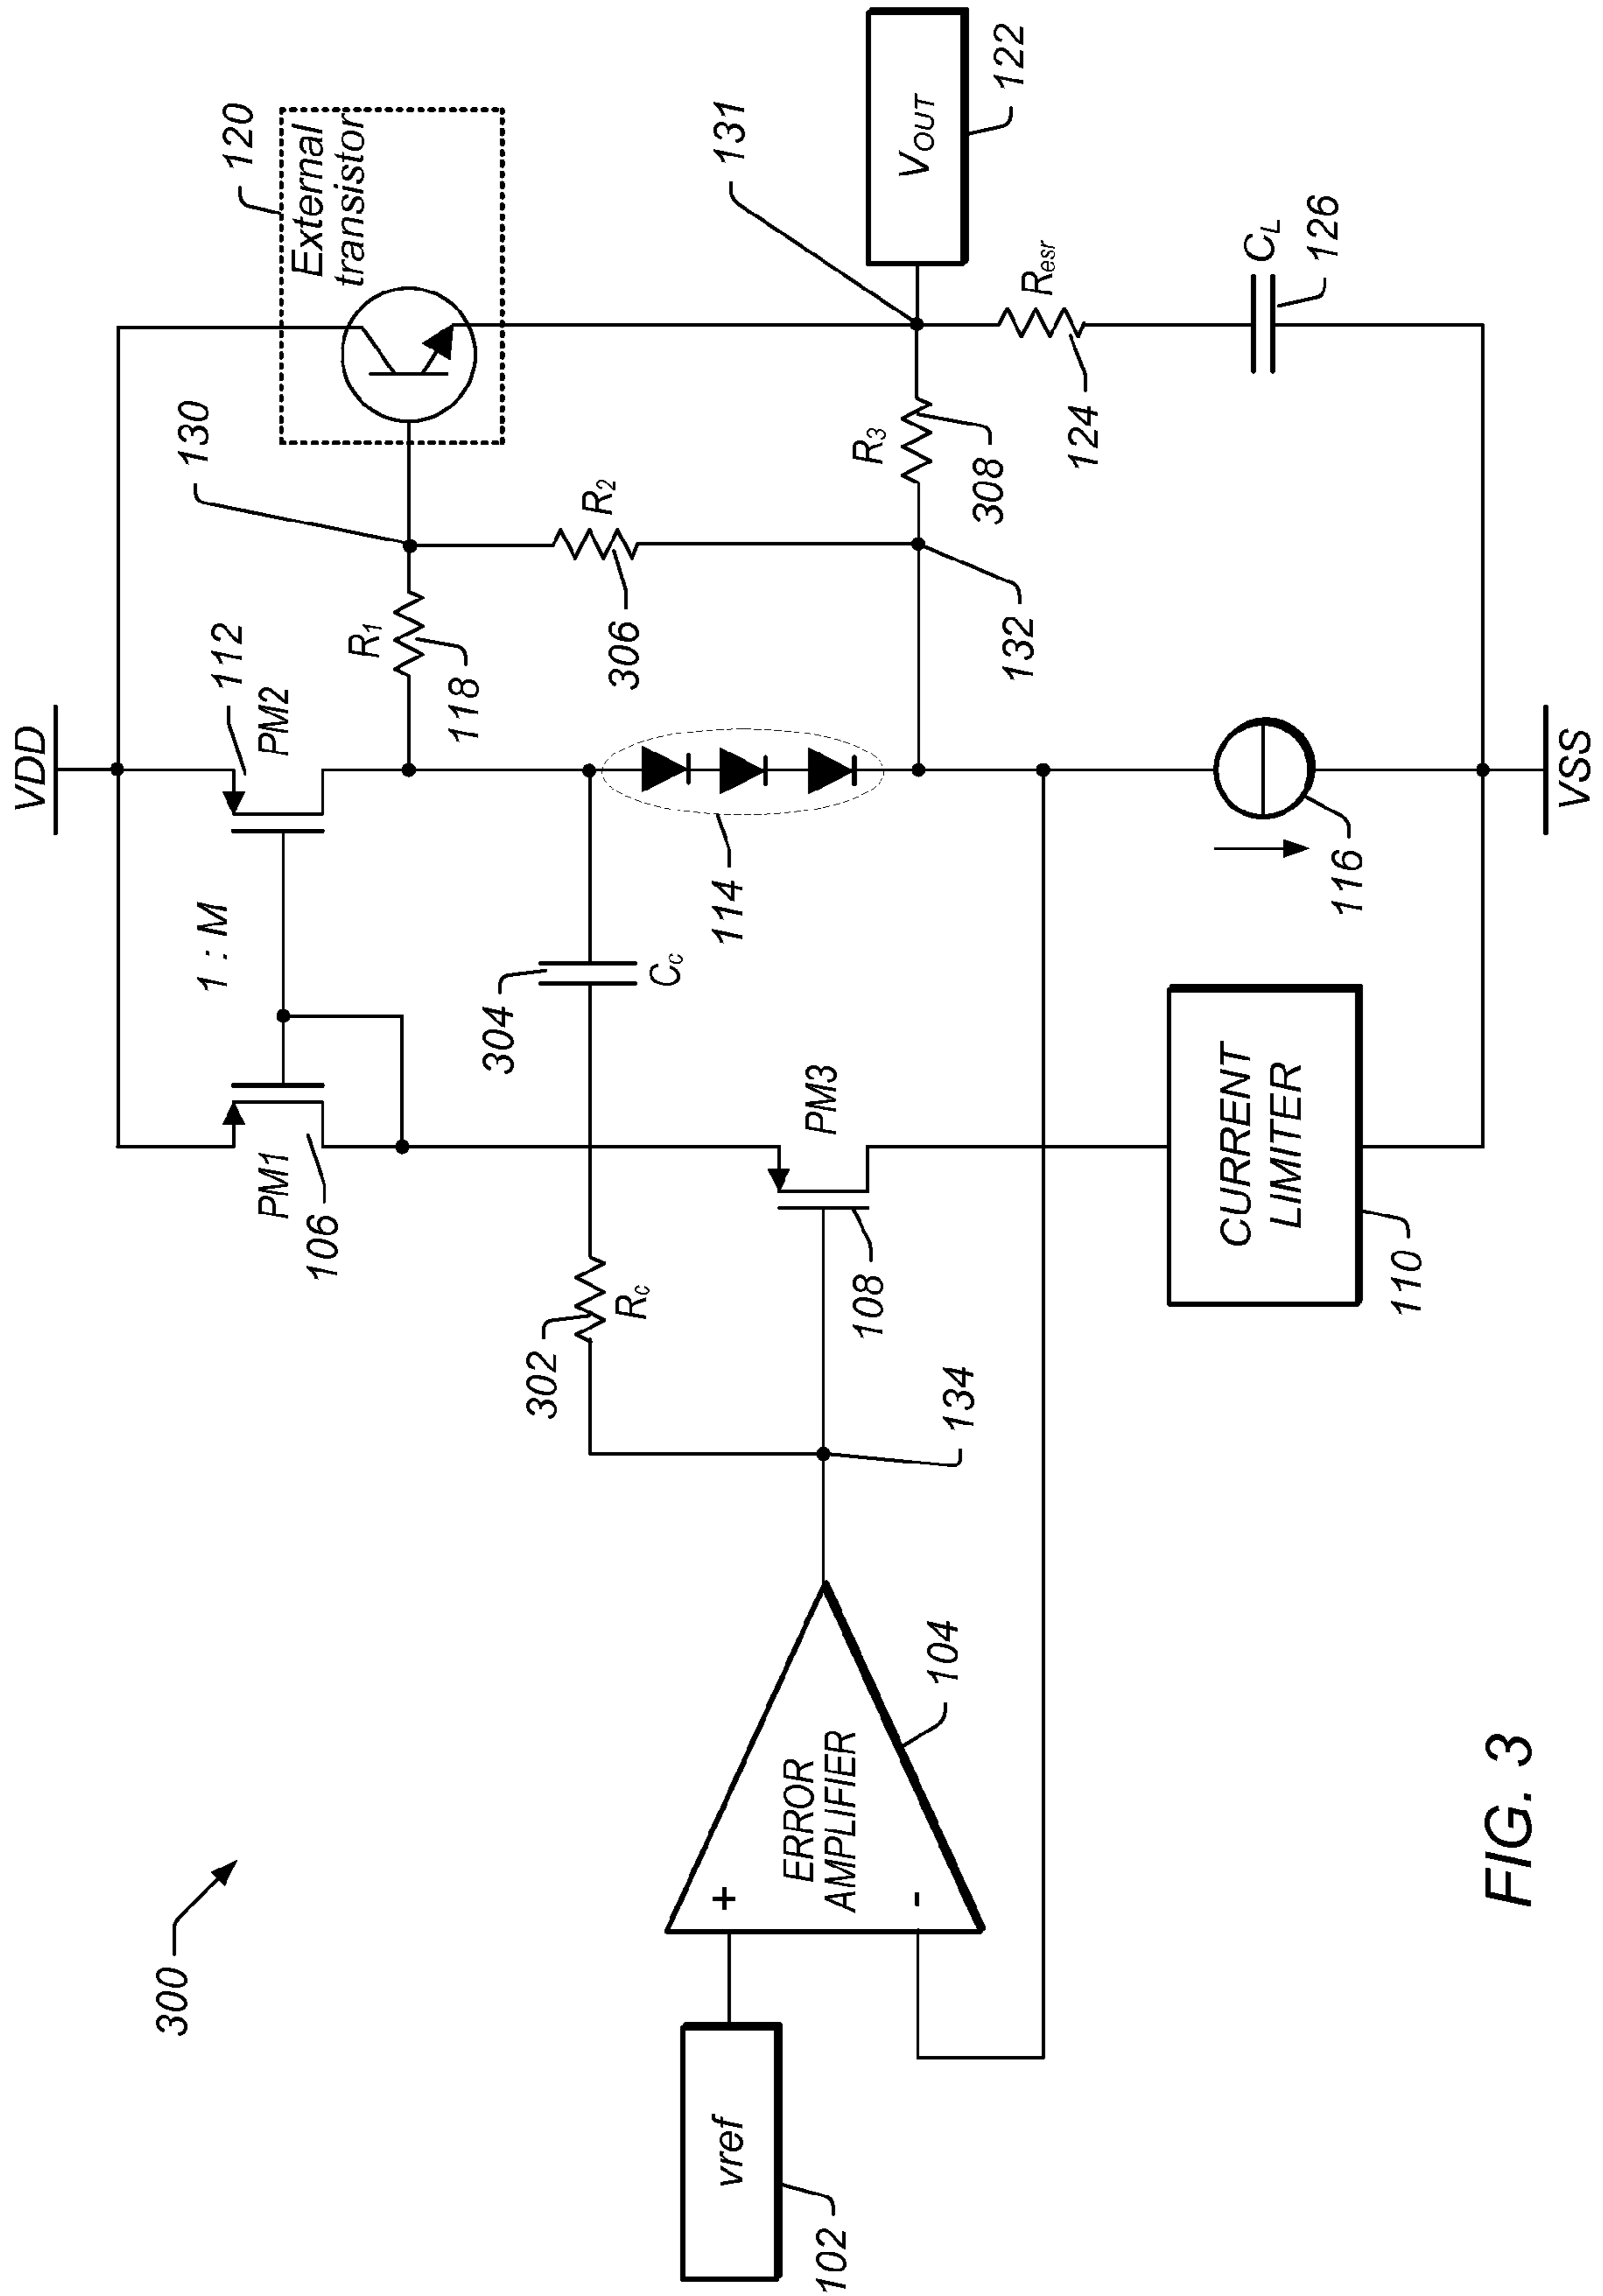 300
VDD
PM1
106
1 : M
PM2
112
130
120
External
transistor
R1
118
R2
306
302
Rc
304
Cc
114
131
R3
308
VOUT
122
132
Resr
124
CL
126
vref
102
+
-
ERROR
AMPLIFIER
104
134
PM3
108
CURRENT
LIMITER
110
116
VSS
FIG. 3